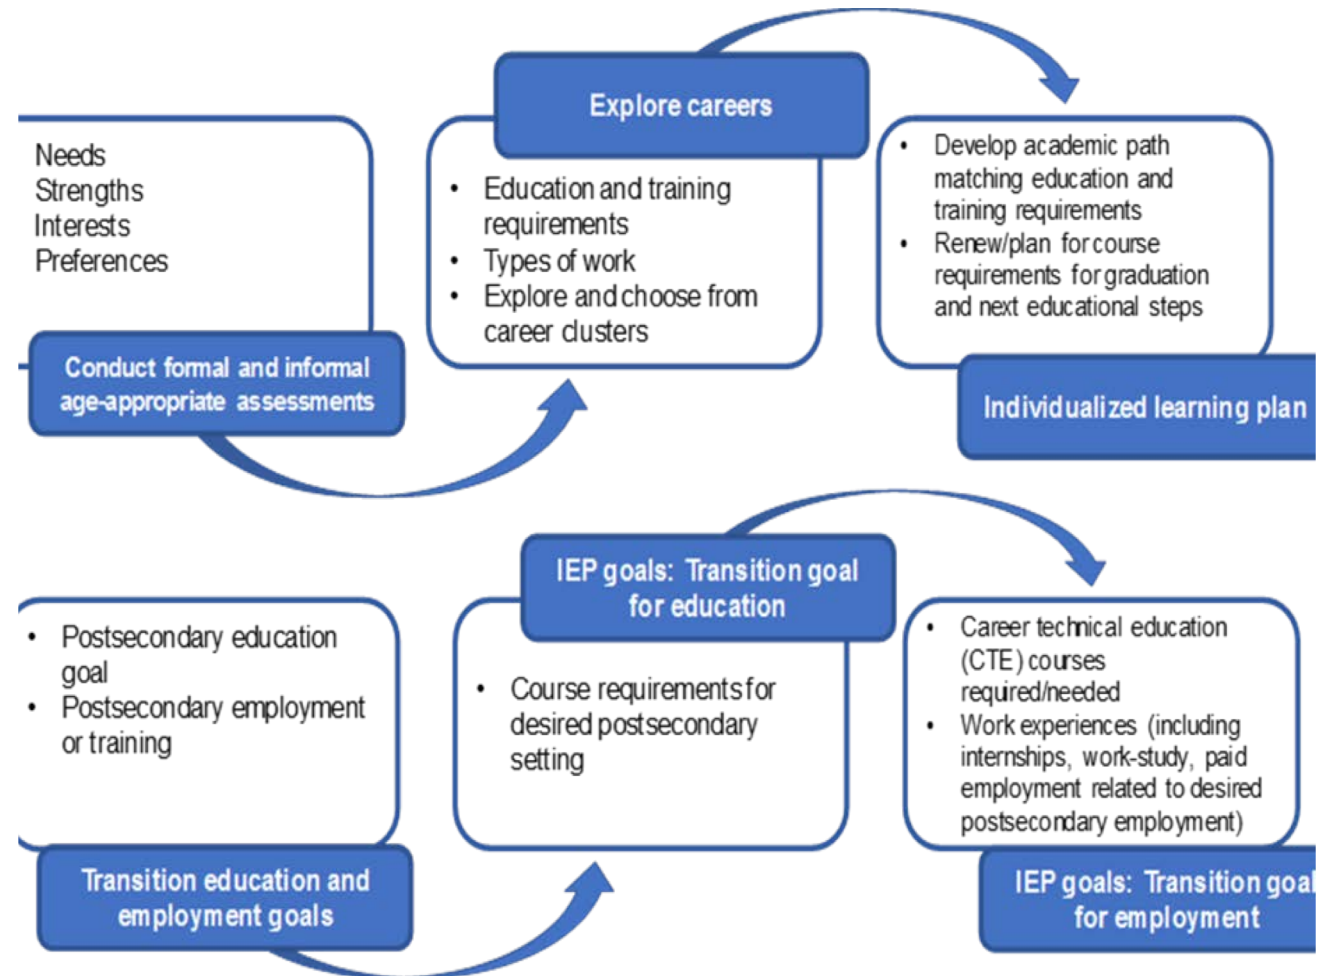 Needs
Strengths
Interests
Preferences
Conduct formal and informal
age-appropriate assessments
Explore careers
• Education and training
requirements
• Types of work
• Explore and choose from
career clusters
• Develop academic path
matching education and
training requirements
• Renew/plan for course
requirements for graduation
and next educational steps
Individualized learning plan
• Postsecondary education
goal
• Postsecondary employment
or training
Transition education and
employment goals
IEP goals: Transition goal
for education
• Course requirements for
desired postsecondary
setting
• Career technical education
(CTE) courses
required/needed
• Work experiences (including
internships, work-study, paid
employment related to desired
postsecondary employment)
IEP goals: Transition goal
for employment